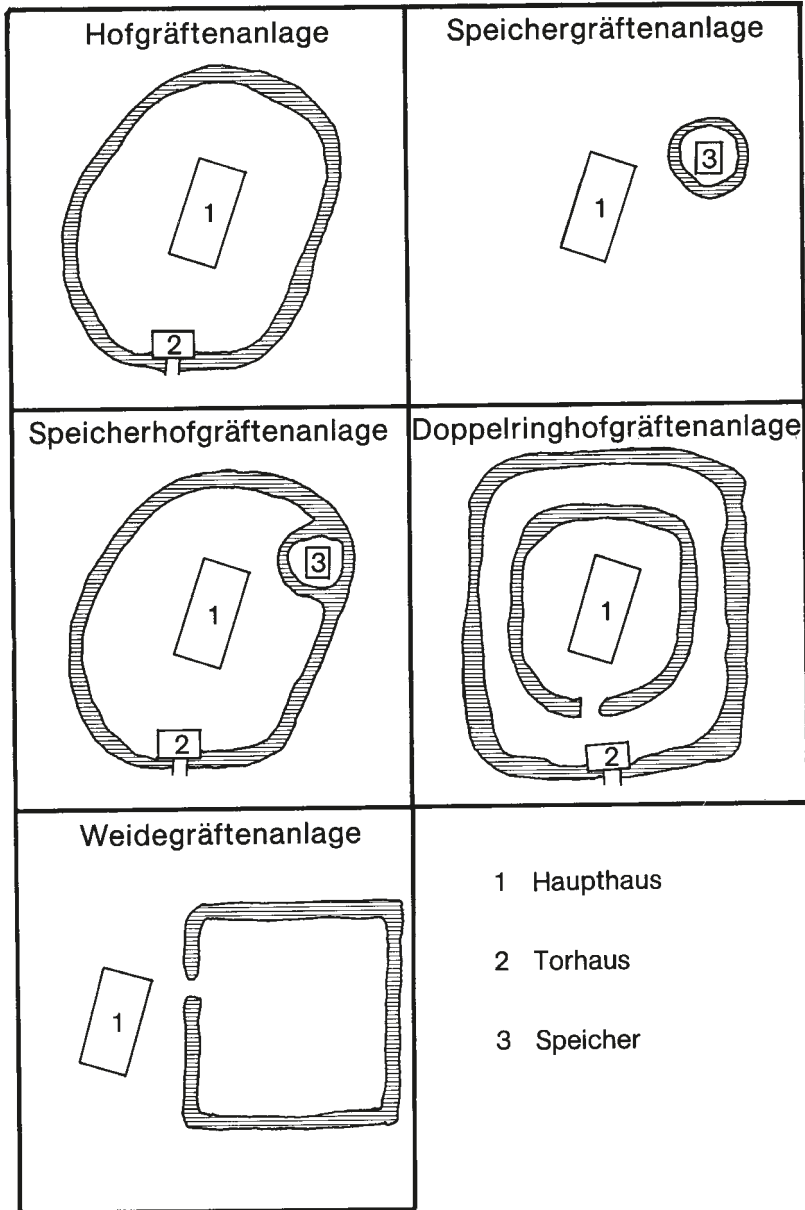 Hofgräftenanlage
1
2
Speichergräftenanlage
3
1
Speicherhofgräftenanlage
3
1
2
Doppelringhofgräftenanlage
1
2
Weidegräftenanlage
1
1 Haupthaus
2 Torhaus
3 Speicher